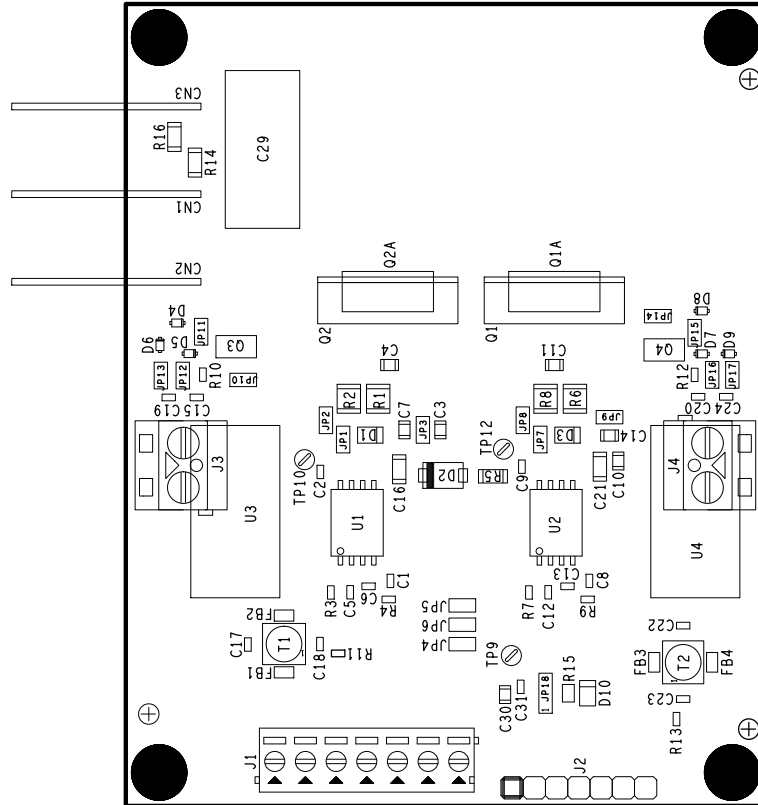 CN3
R16
R14
C29
CN1
CN2
Q2A
Q1A
Q2
Q1
D4
JP11
D6
D5
Q3
R10
JP13
JP12
JP10
C19
C15
D8
JP14
JP15
D7
D9
Q4
R12
JP16
JP17
C20
C24
C4
C11
R2
R1
JP2
JP1
D1
C7
JP3
C3
R8
R6
JP8
JP7
D3
JP9
C14
TP12
TP10
C2
C16
D2
R5
C9
C21
C10
J3
J4
U3
U1
U2
U4
R3
C5
C6
C1
R4
R7
C12
C13
C8
R9
JP5
JP6
JP4
FB2
C17
T1
C18
R11
FB1
TP9
C22
FB3
T2
FB4
C23
R13
C30
C31
1 JP18
R15
D10
J1
J2